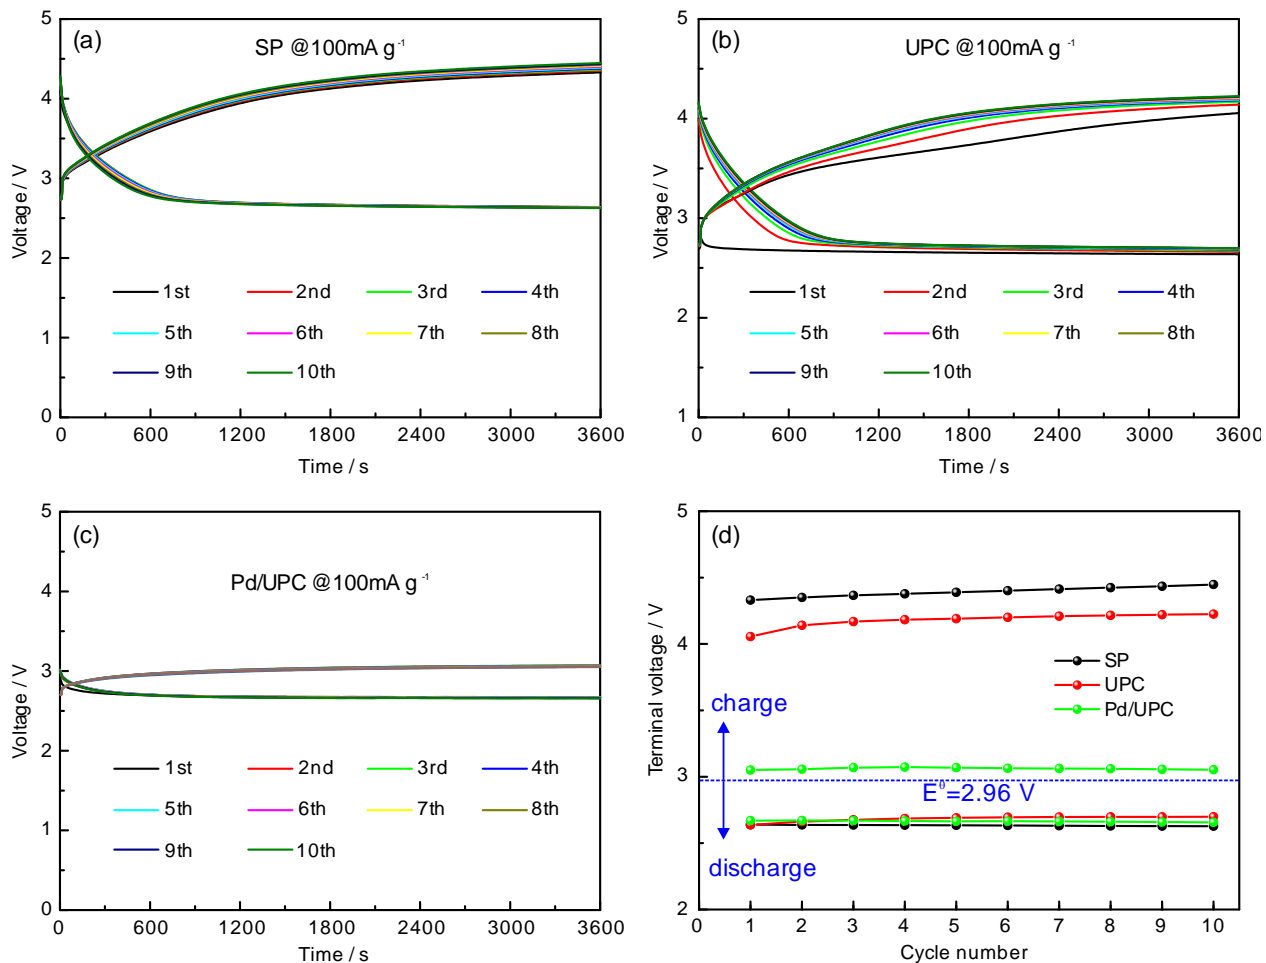 (a) SP @100mA g⁻¹
5
4
3
2
1
0
Voltage / V
1st 2nd 3rd 4th
5th 6th 7th 8th
9th 10th
0 600 1200 1800 2400 3000 3600
Time / s
(b) UPC @100mA g⁻¹
5
4
3
2
1
Voltage / V
1st 2nd 3rd 4th
5th 6th 7th 8th
9th 10th
0 600 1200 1800 2400 3000 3600
Time / s
(c)
Pd/UPC @100mA g⁻¹
5
4
3
2
1
0
Voltage / V
1st 2nd 3rd 4th
5th 6th 7th 8th
9th 10th
0 600 1200 1800 2400 3000 3600
Time / s
(d)
5
4
3
2
Terminal voltage / V
SP
UPC
Pd/UPC
charge
E^θ=2.96 V
discharge
1 2 3 4 5 6 7 8 9 10
Cycle number